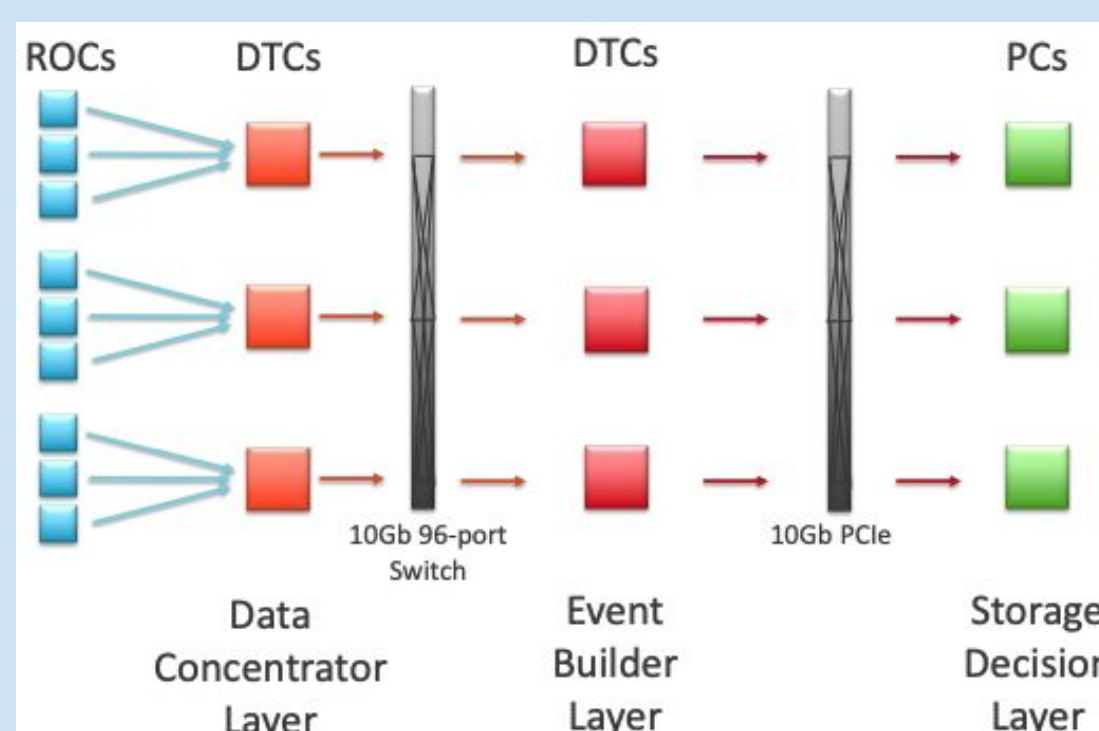 ROCs
DTCs
DTCs
PCs
10Gb 96-port
Switch
10Gb PCIe
Data
Concentrator
Layer
Event
Builder
Layer
Storage
Decision
Layer